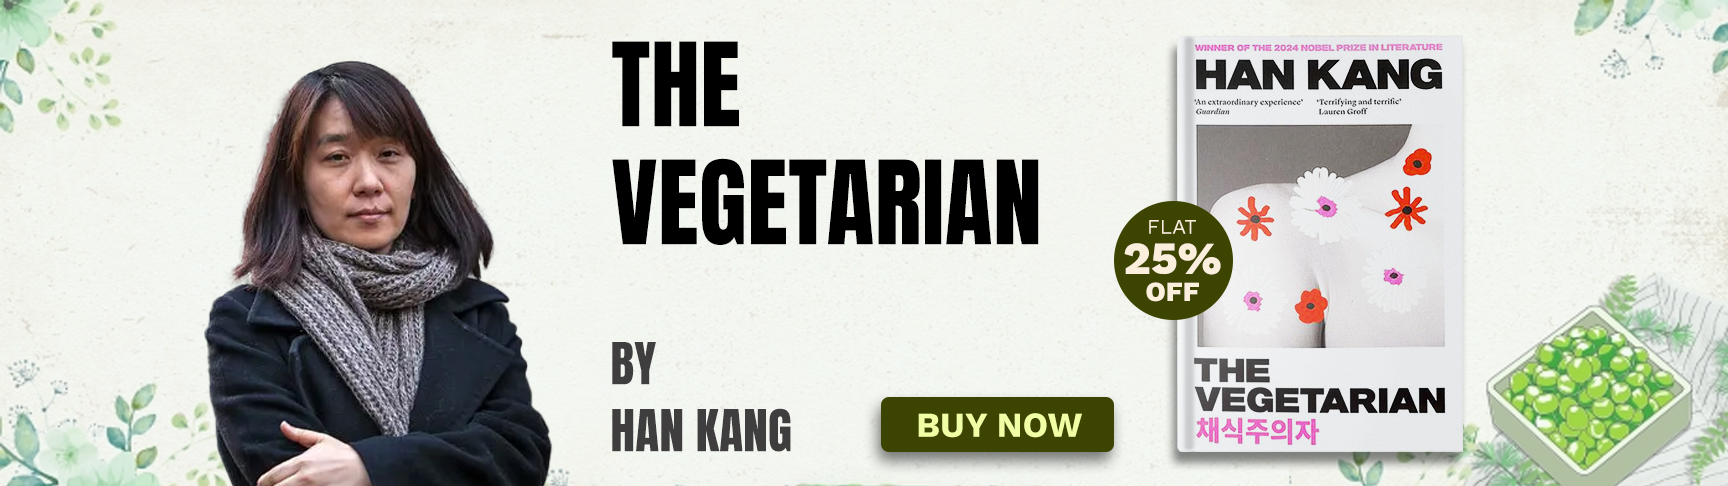 THE
VEGETARIAN
BY
HAN KANG
BUY NOW
FLAT
25%
OFF
WINNER OF THE 2024 NOBEL PRIZE IN LITERATURE
HAN KANG
'An extraordinary experience' 'Terrifying and terrific'
Guardian Lauren Groff
THE
VEGETARIAN
채식주의자